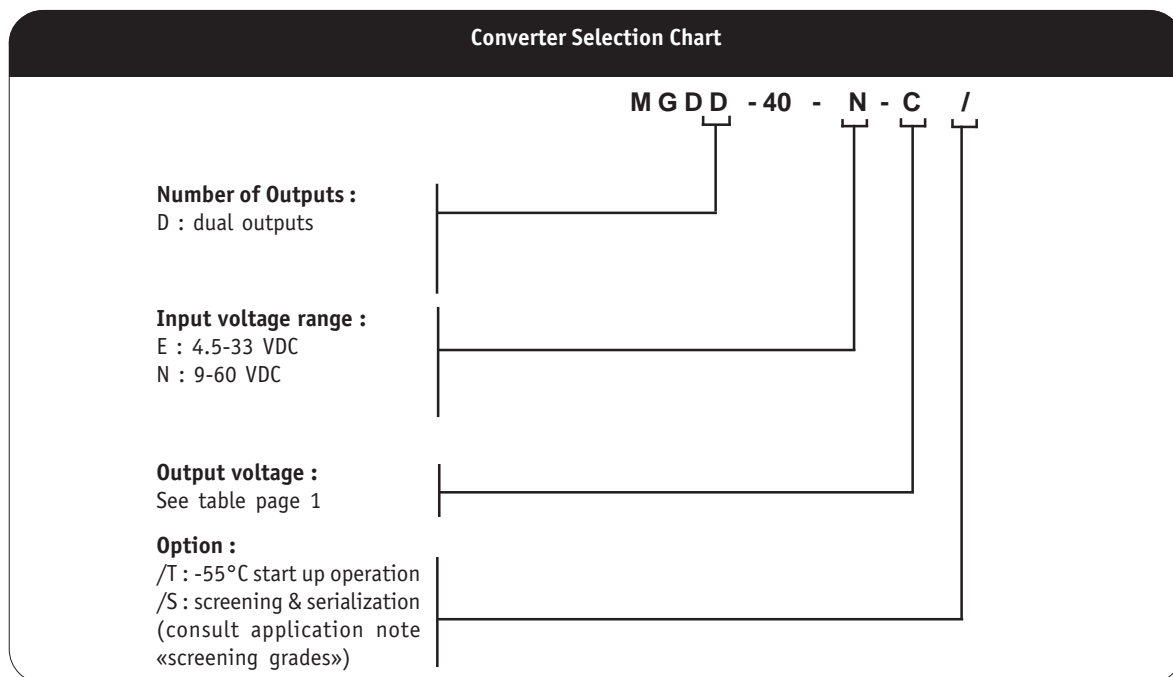 Converter Selection Chart
M G D D - 40 - N - C /
Number of Outputs :
D : dual outputs
Input voltage range :
E : 4.5-33 VDC
N : 9-60 VDC
Output voltage :
See table page 1
Option :
/T : -55°C start up operation
/S : screening & serialization
(consult application note
«screening grades»)